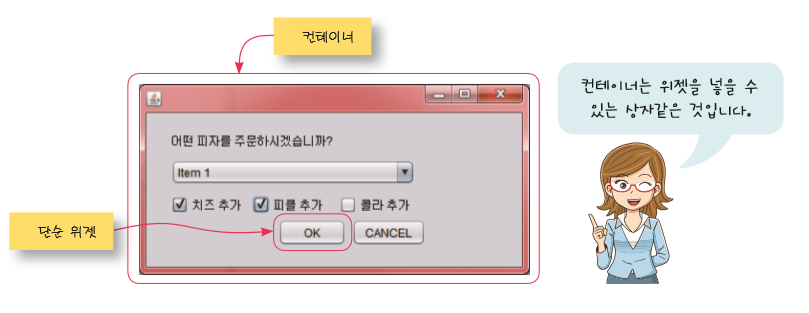 컨테이너
컨테이너는 위젯을 넣을 수
있는 상자같은 것입니다.
어떤 피자를 주문하시겠습니까?
Item 1
치즈 추가 피클 추가 콜라 추가
단순 위젯
OK CANCEL